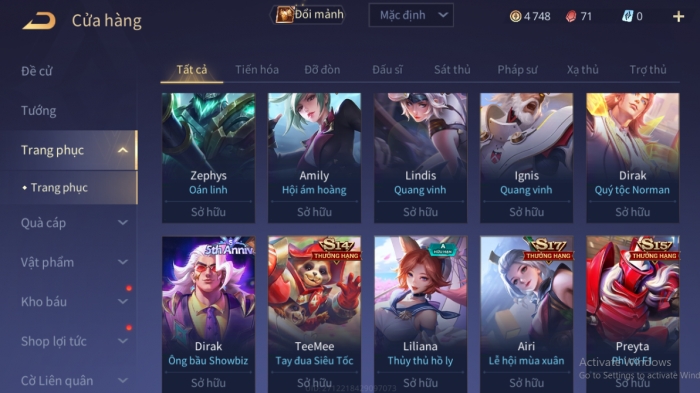 Cửa hàng
Đổi mảnh
Mặc định
4 748
71
0
Đề cử
Tướng
Trang phục
• Trang phục
Quà cáp
Vật phẩm
Kho báu
Shop lợi tức
Cờ Liên quân
Tất cả
Tiến hóa
Đỡ đòn
Đấu sĩ
Sát thủ
Pháp sư
Xạ thủ
Trợ thủ
Zephys
Oán linh
Sở hữu
Amily
Hội ám hoàng
Sở hữu
Lindis
Quang vinh
Sở hữu
Ignis
Quang vinh
Sở hữu
Dirak
Quý tộc Norman
Sở hữu
5th Anniv
Dirak
Ông bầu Showbiz
Sở hữu
S14
THƯỞNG HẠNG
TeeMee
Tay đua Siêu Tốc
Sở hữu
A
Liliana
Thủy thủ hồ ly
Sở hữu
S17
THƯỞNG HẠNG
Airi
Lễ hội mùa xuân
Sở hữu
S15
THƯỞNG HẠNG
Preyta
Sở hữu
Activate Windows
Go to Settings to activate Wind